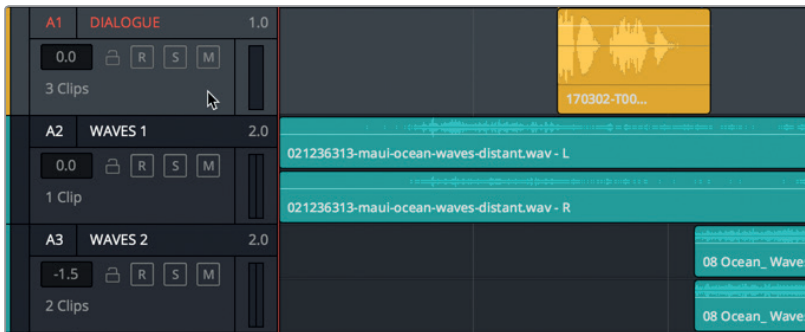 A1 DIALOGUE 1.0
0.0 R S M
3 Clips
170302-T00...
A2 WAVES 1 2.0
0.0 R S M
1 Clip
021236313-maui-ocean-waves-distant.wav - L
021236313-maui-ocean-waves-distant.wav - R
A3 WAVES 2 2.0
-1.5 R S M
2 Clips
08 Ocean_ Wave
08 Ocean_ Wave